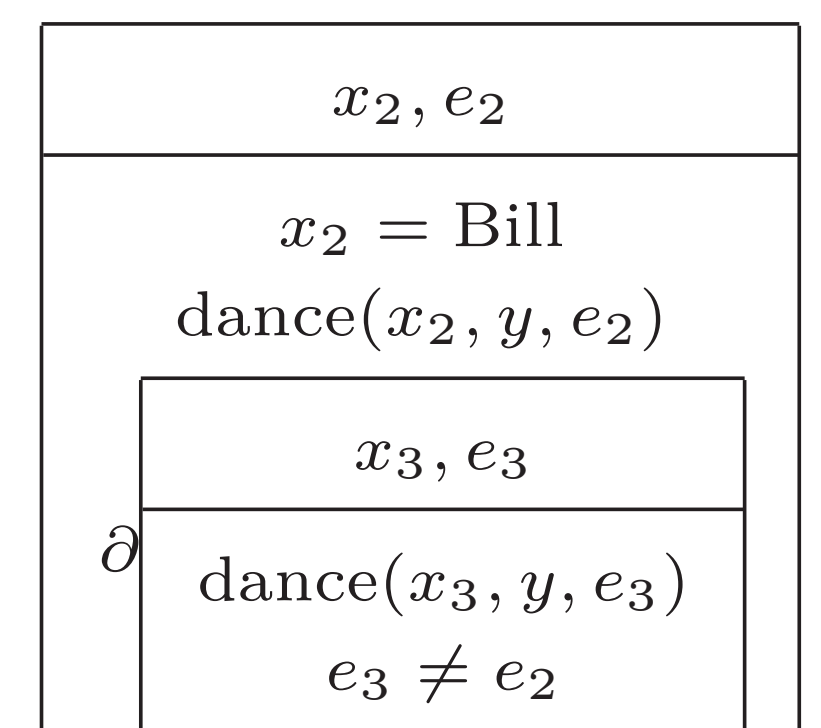 x₂, e₂
x₂ = Bill
dance(x₂, y, e₂)
x₃, e₃
∂
dance(x₃, y, e₃)
e₃ ≠ e₂